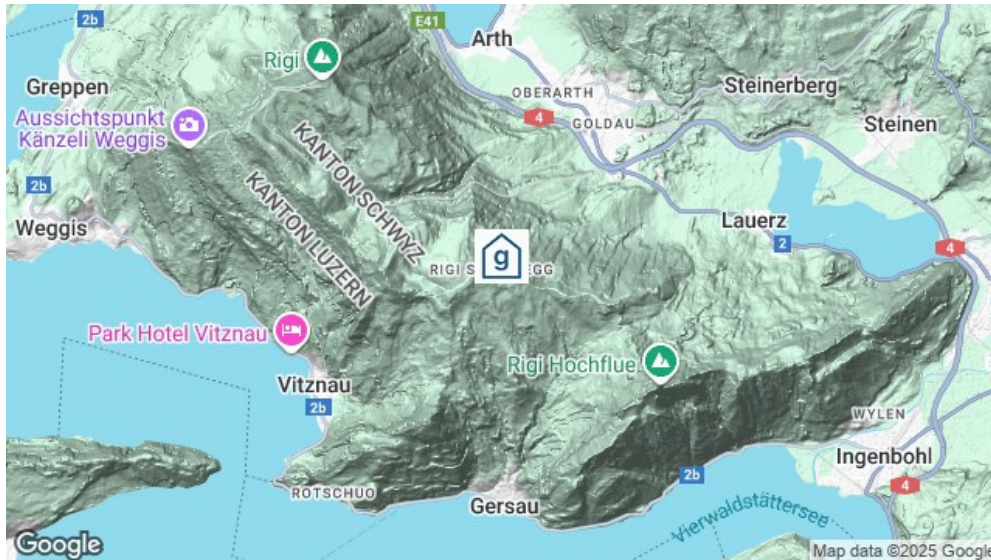 2b
E41
Arth
Rigi
Greppen
OBERARTH
Steinerberg
Aussichtspunkt
Känzeli Weggis
4
GOLDAU
Steinen
KANTON SCHWYZ
KANTON LUZERN
2b
Weggis
Lauerz
2
4
g
RIGI S
EGG
Park Hotel Vitznau
Rigi Hochflue
Vitznau
2b
WYLEN
Ingenbohl
2b
4
ROTSCHUO
Gersau
Vierwaldstättersee
Google
Map data ©2025 Google